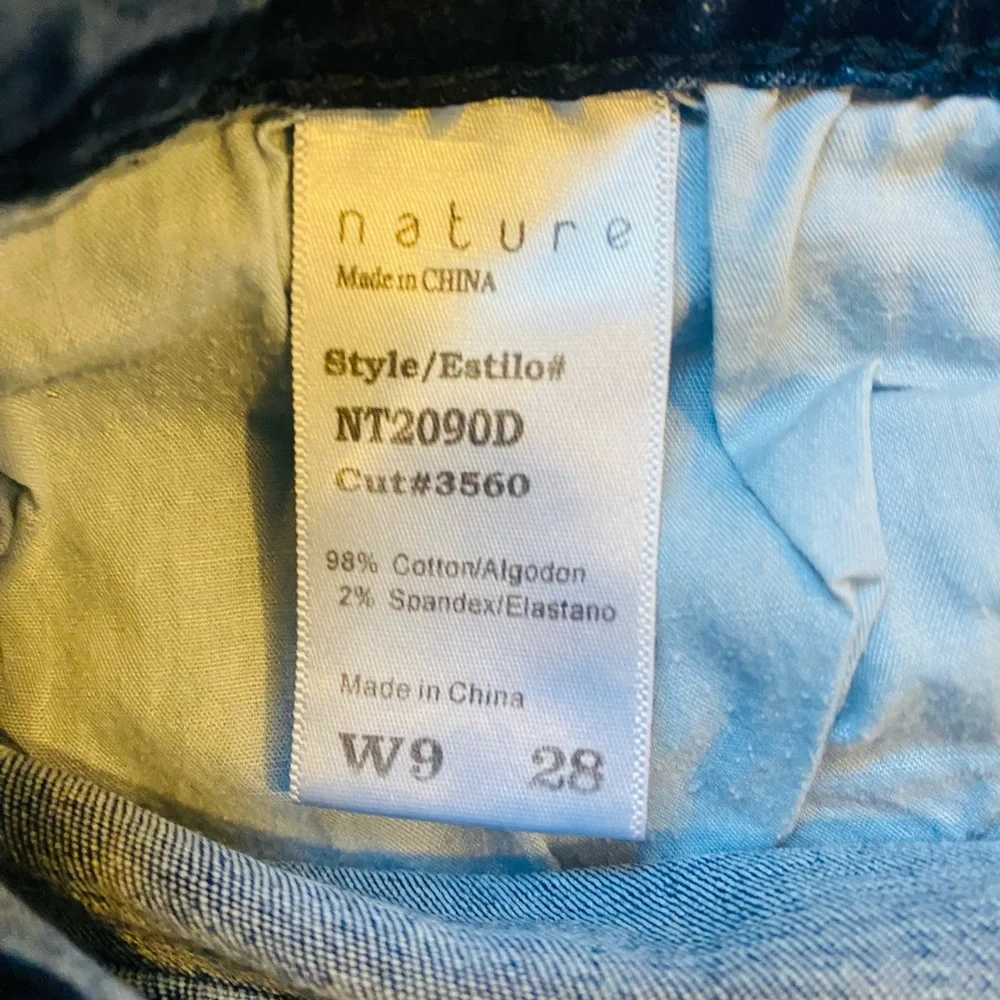 nature
Made in CHINA
Style/Estilo#
NT2090D
Cut#3560
98% Cotton/Algodon
2% Spandex/Elastano
Made in China
W9 28